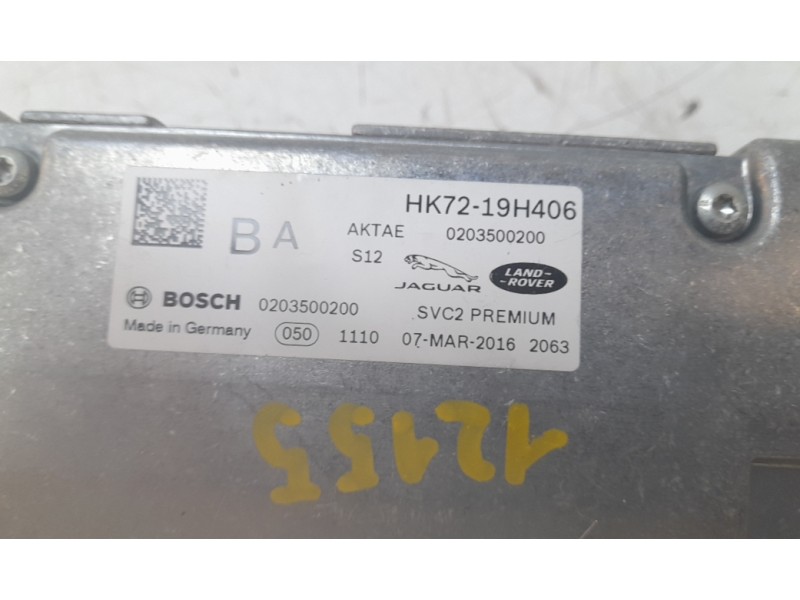 HK72-19H406
BA AKTAE 0203500200
S12 JAGUAR LAND-ROVER
BOSCH 0203500200 SVC2 PREMIUM
Made in Germany 050 1110 07-MAR-2016 2063
12155